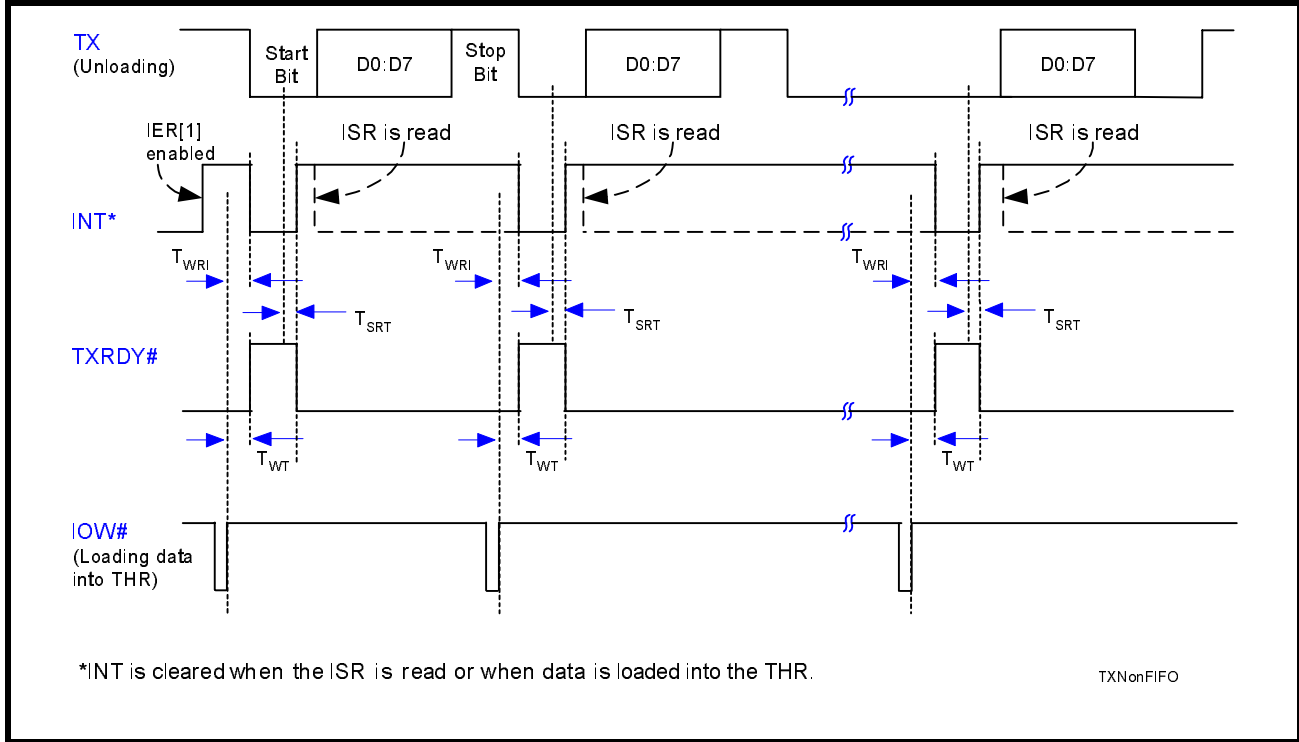 TX
(Unloading)
Start
Bit
D0:D7
Stop
Bit
D0:D7
D0:D7
IER[1]
enabled
ISR is read
ISR is read
ISR is read
INT*
TWRI
TWRI
TWRI
TSRT
TSRT
TSRT
TXRDY#
TWT
TWT
TWT
IOW#
(Loading data
into THR)
*INT is cleared when the ISR is read or when data is loaded into the THR.
TXNonFIFO